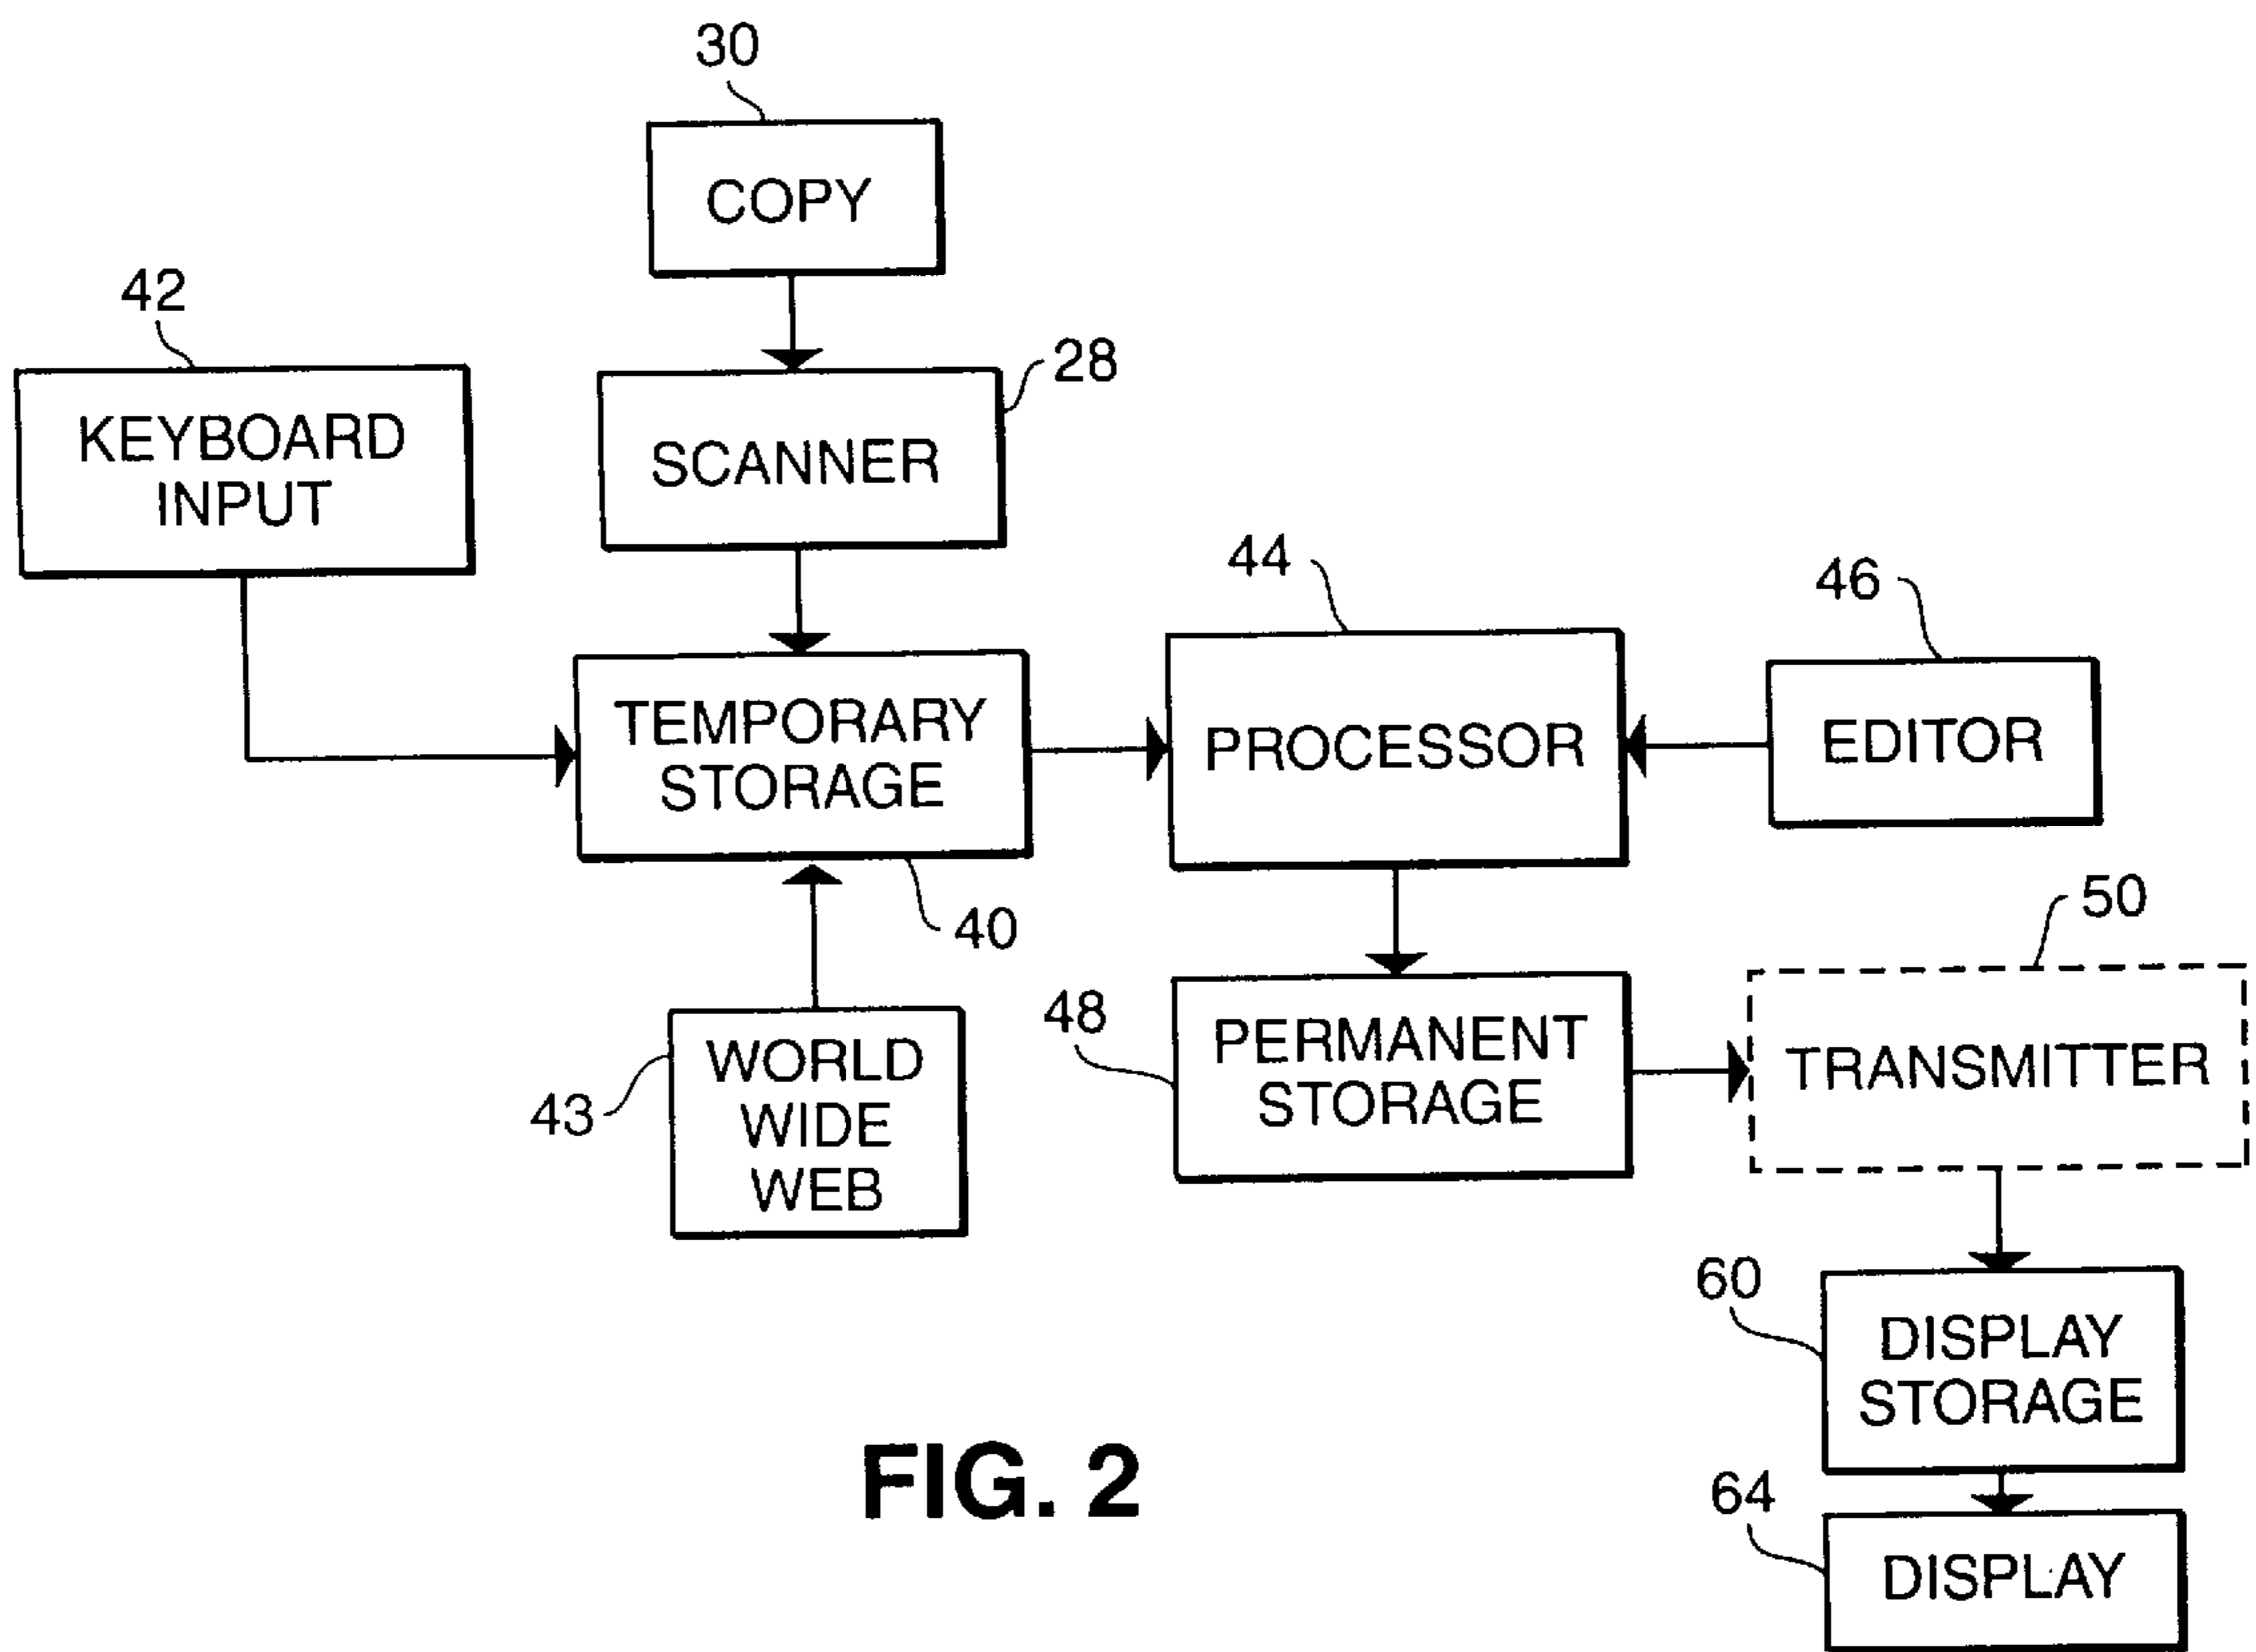 30
COPY
42
28
KEYBOARD
INPUT
SCANNER
44
46
TEMPORARY
STORAGE
PROCESSOR
EDITOR
40
50
48
PERMANENT
STORAGE
TRANSMITTER
43
WORLD
WIDE
WEB
60
DISPLAY
STORAGE
64
DISPLAY
FIG. 2